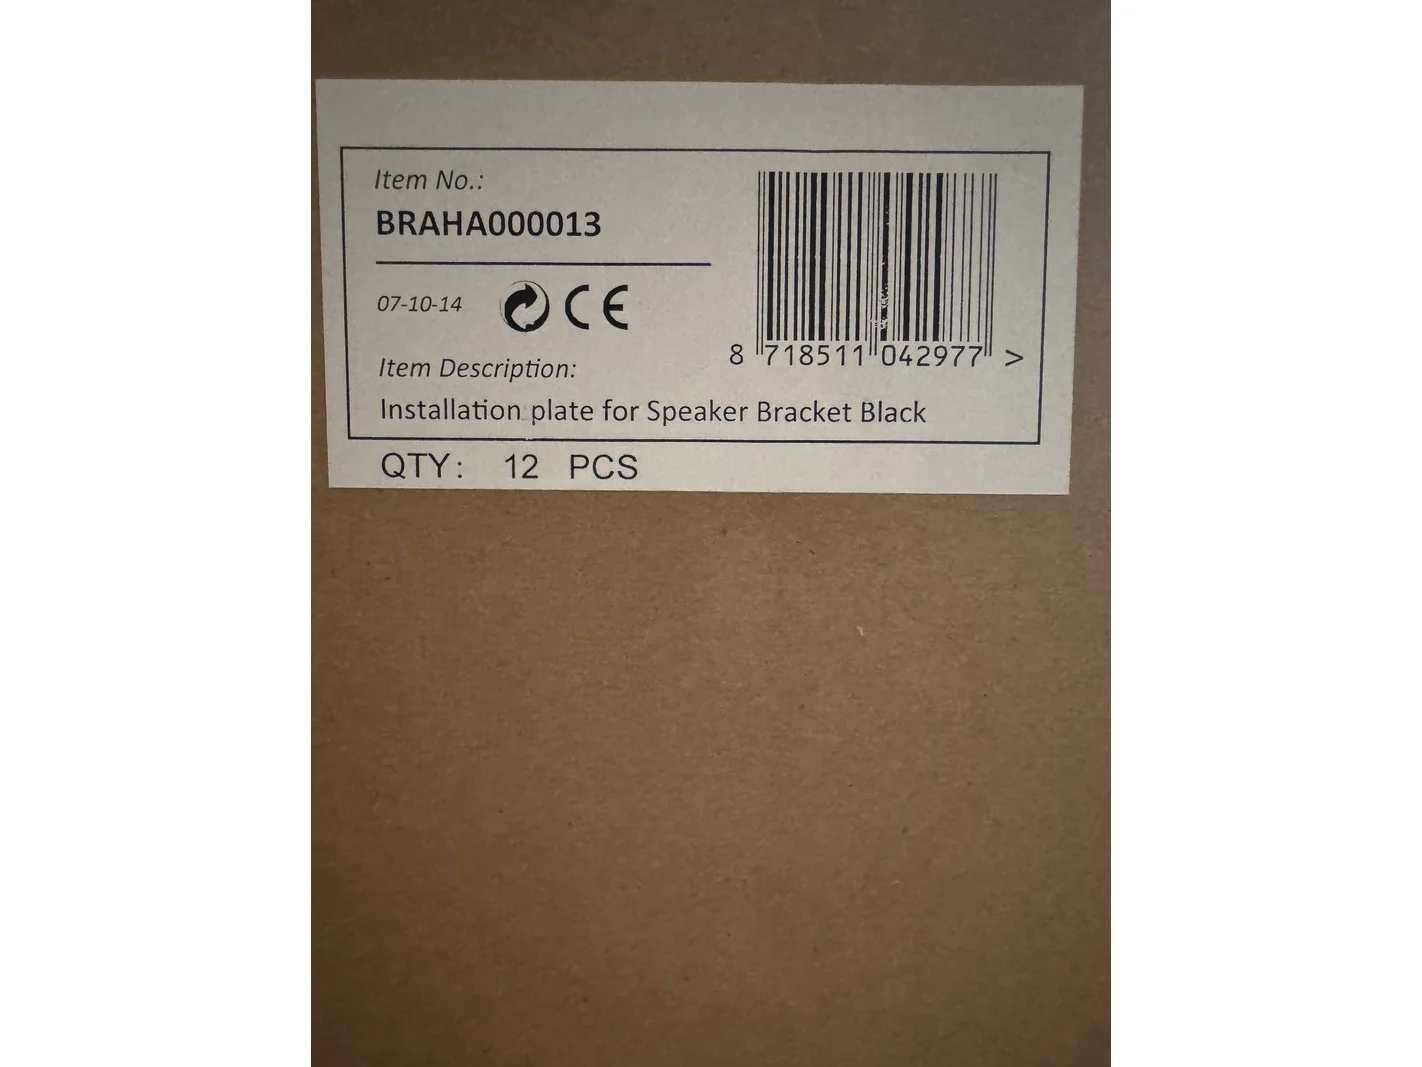 Item No.:
BRAHA000013
07-10-14 CE
Item Description:
Installation plate for Speaker Bracket Black
8 718511 042977 >
QTY: 12 PCS